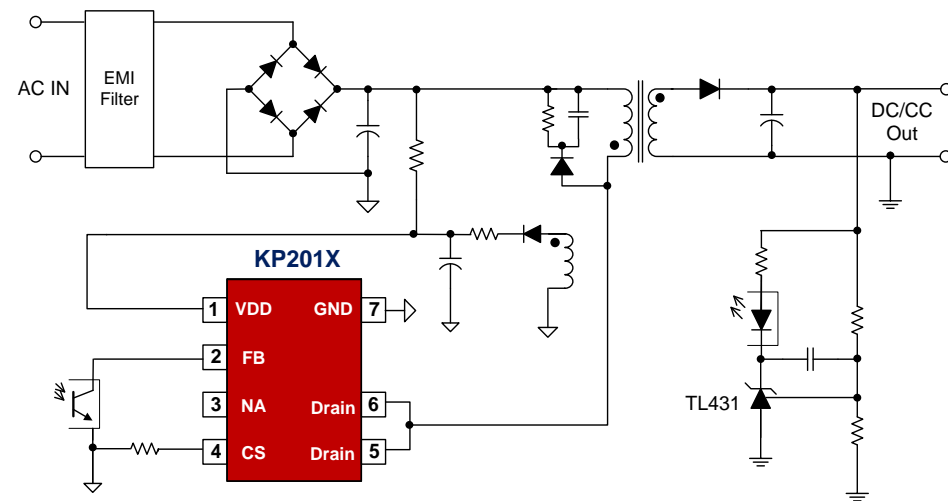 AC IN
EMI
Filter
DC/CC
Out
KP201X
1 VDD GND 7
2 FB
3 NA Drain 6
4 CS Drain 5
TL431